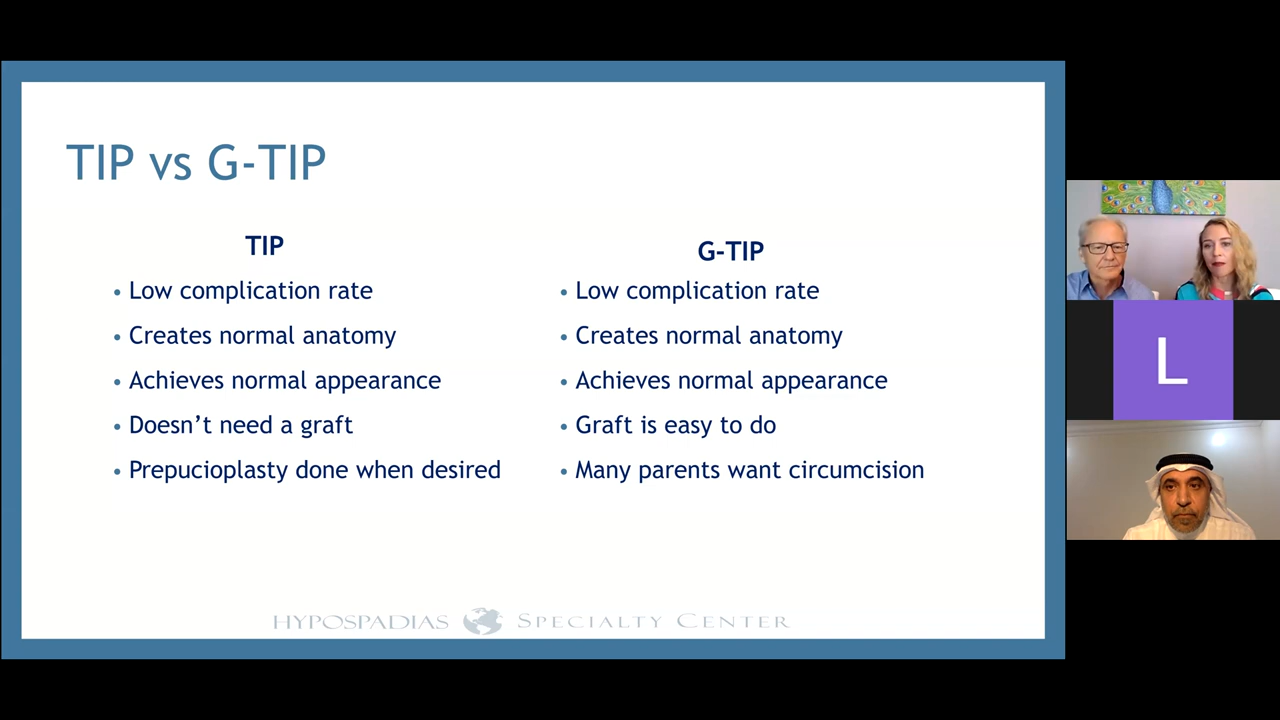 TIP vs G-TIP
TIP
• Low complication rate
• Creates normal anatomy
• Achieves normal appearance
• Doesn’t need a graft
• Prepucioplasty done when desired
G-TIP
• Low complication rate
• Creates normal anatomy
• Achieves normal appearance
• Graft is easy to do
• Many parents want circumcision
HYPOSPADIAS SPECIALTY CENTER
L